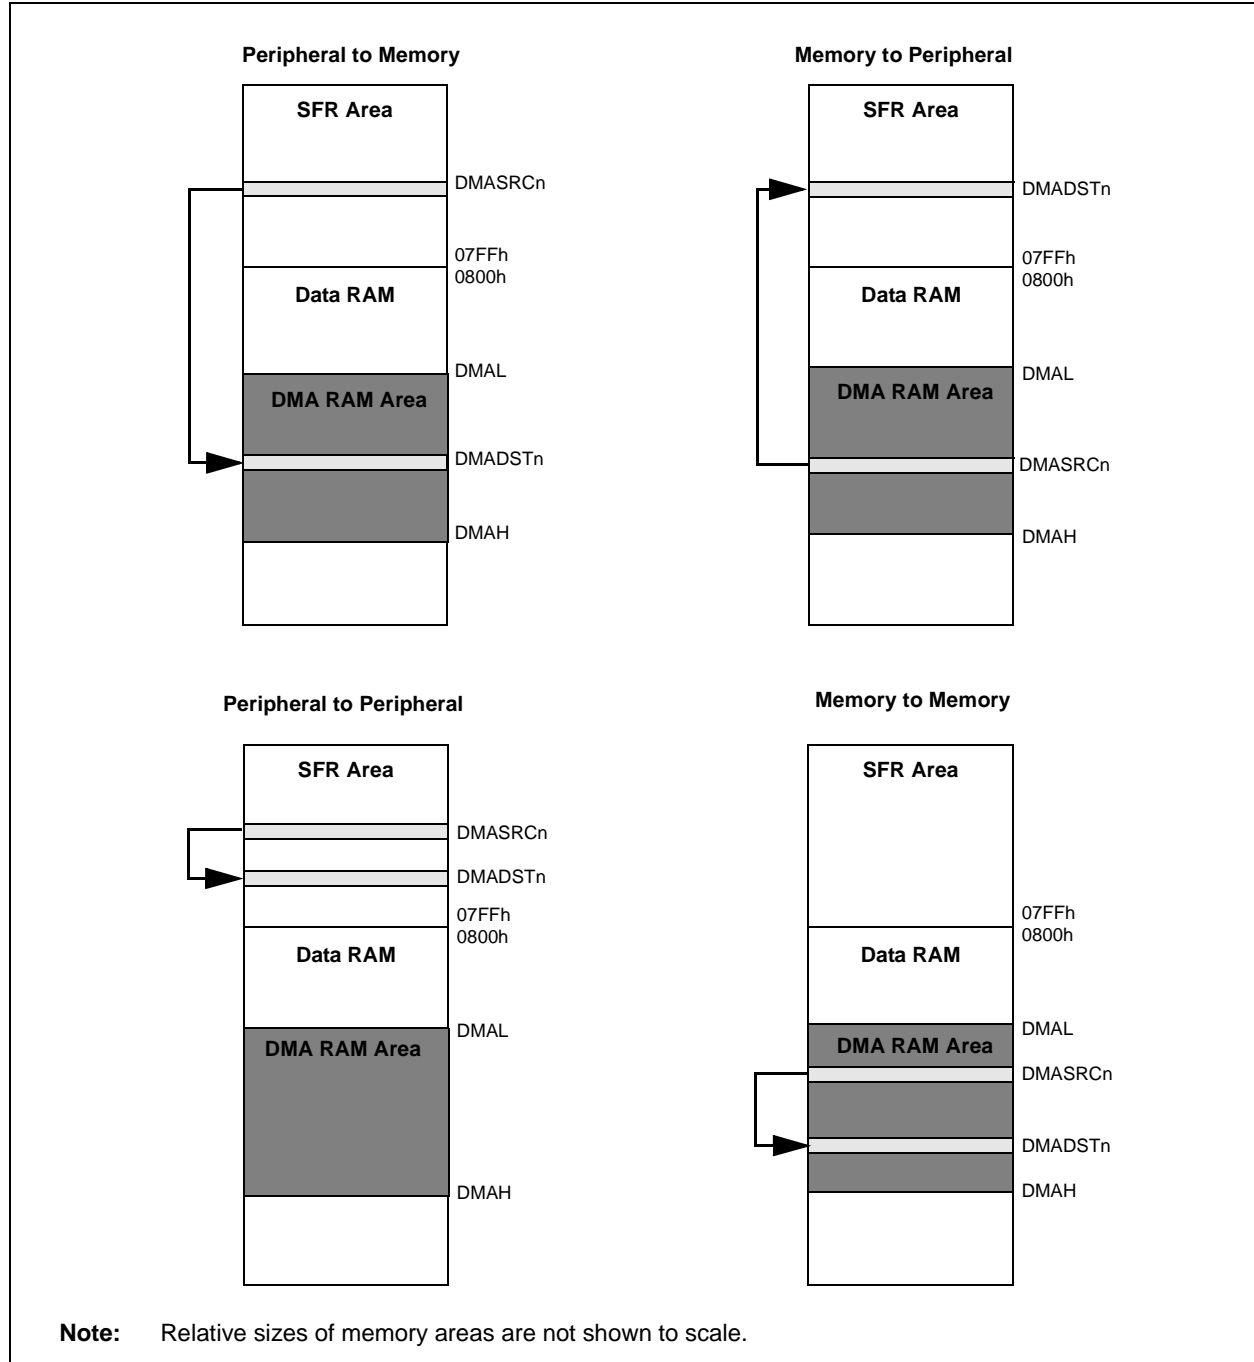 Peripheral to Memory
SFR Area
DMASRCn
07FFh
0800h
Data RAM
DMAL
DMA RAM Area
DMADSTn
DMAH
Memory to Peripheral
SFR Area
DMADSTn
07FFh
0800h
Data RAM
DMAL
DMA RAM Area
DMASRCn
DMAH
Peripheral to Peripheral
SFR Area
DMASRCn
DMADSTn
07FFh
0800h
Data RAM
DMAL
DMA RAM Area
DMAH
Memory to Memory
SFR Area
07FFh
0800h
Data RAM
DMAL
DMA RAM Area
DMASRCn
DMADSTn
DMAH
Note: Relative sizes of memory areas are not shown to scale.